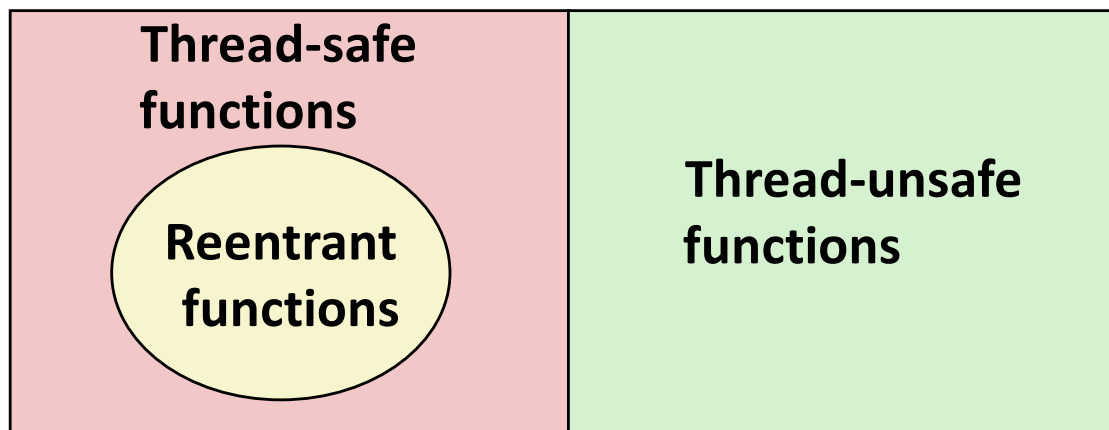 Thread-safe
functions
Reentrant
functions
Thread-unsafe
functions